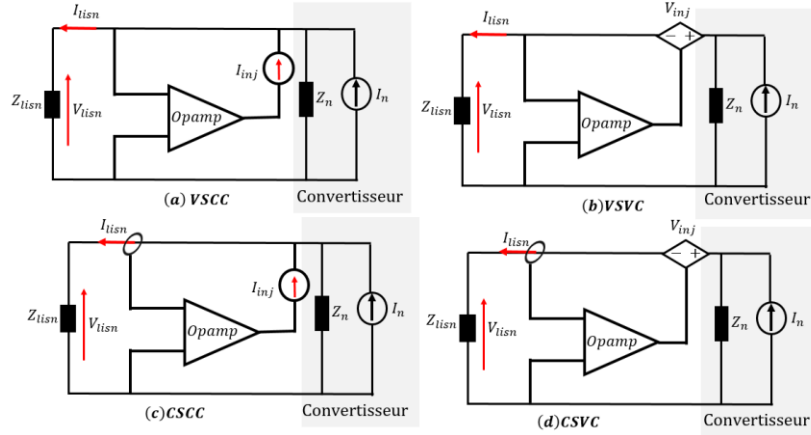 I_lisn
Z_lisn
V_lisn
Opamp
I_inj
Z_n
I_n
(a) VSCC
Convertisseur
V_inj
I_lisn
Z_lisn
V_lisn
Opamp
− +
Z_n
I_n
(b)VSVC
Convertisseur
I_lisn
Z_lisn
V_lisn
Opamp
I_inj
Z_n
I_n
(c)CSCC
Convertisseur
V_inj
I_lisn
Z_lisn
V_lisn
Opamp
− +
Z_n
I_n
(d)CSVC
Convertisseur